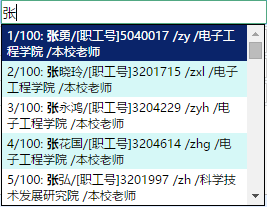 张
1/100: 张勇/[职工号]5040017 /zy /电子工
程学院 /本校老师
2/100: 张晓玲/[职工号]3201715 /zxl /电子
工程学院 /本校老师
3/100: 张永鸿/[职工号]3204229 /zyh /电
子工程学院 /本校老师
4/100: 张花国/[职工号]3204614 /zhg /电
子工程学院 /本校老师
5/100: 张弘/[职工号]3201997 /zh /科学技
术发展研究院 /本校老师